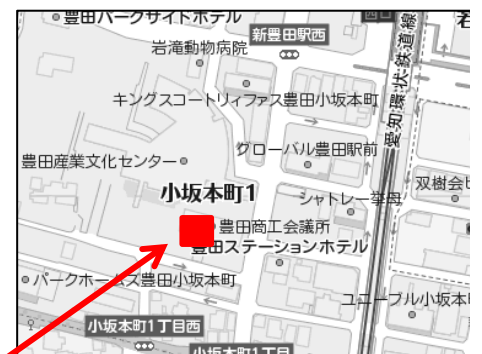 豊田パークサイドホテル
新豊田駅西
岩滝動物病院
愛知環状鉄道線
キングスコートリィファス豊田小坂本町
グローバル豊田駅前
豊田産業文化センター
小坂本町1
シャトレー挙母
双樹会ビ
豊田商工会議所
豊田ステーションホテル
パークホームズ豊田小坂本町
ユニーブル小坂本
小坂本町1丁目西
小坂本町1丁目